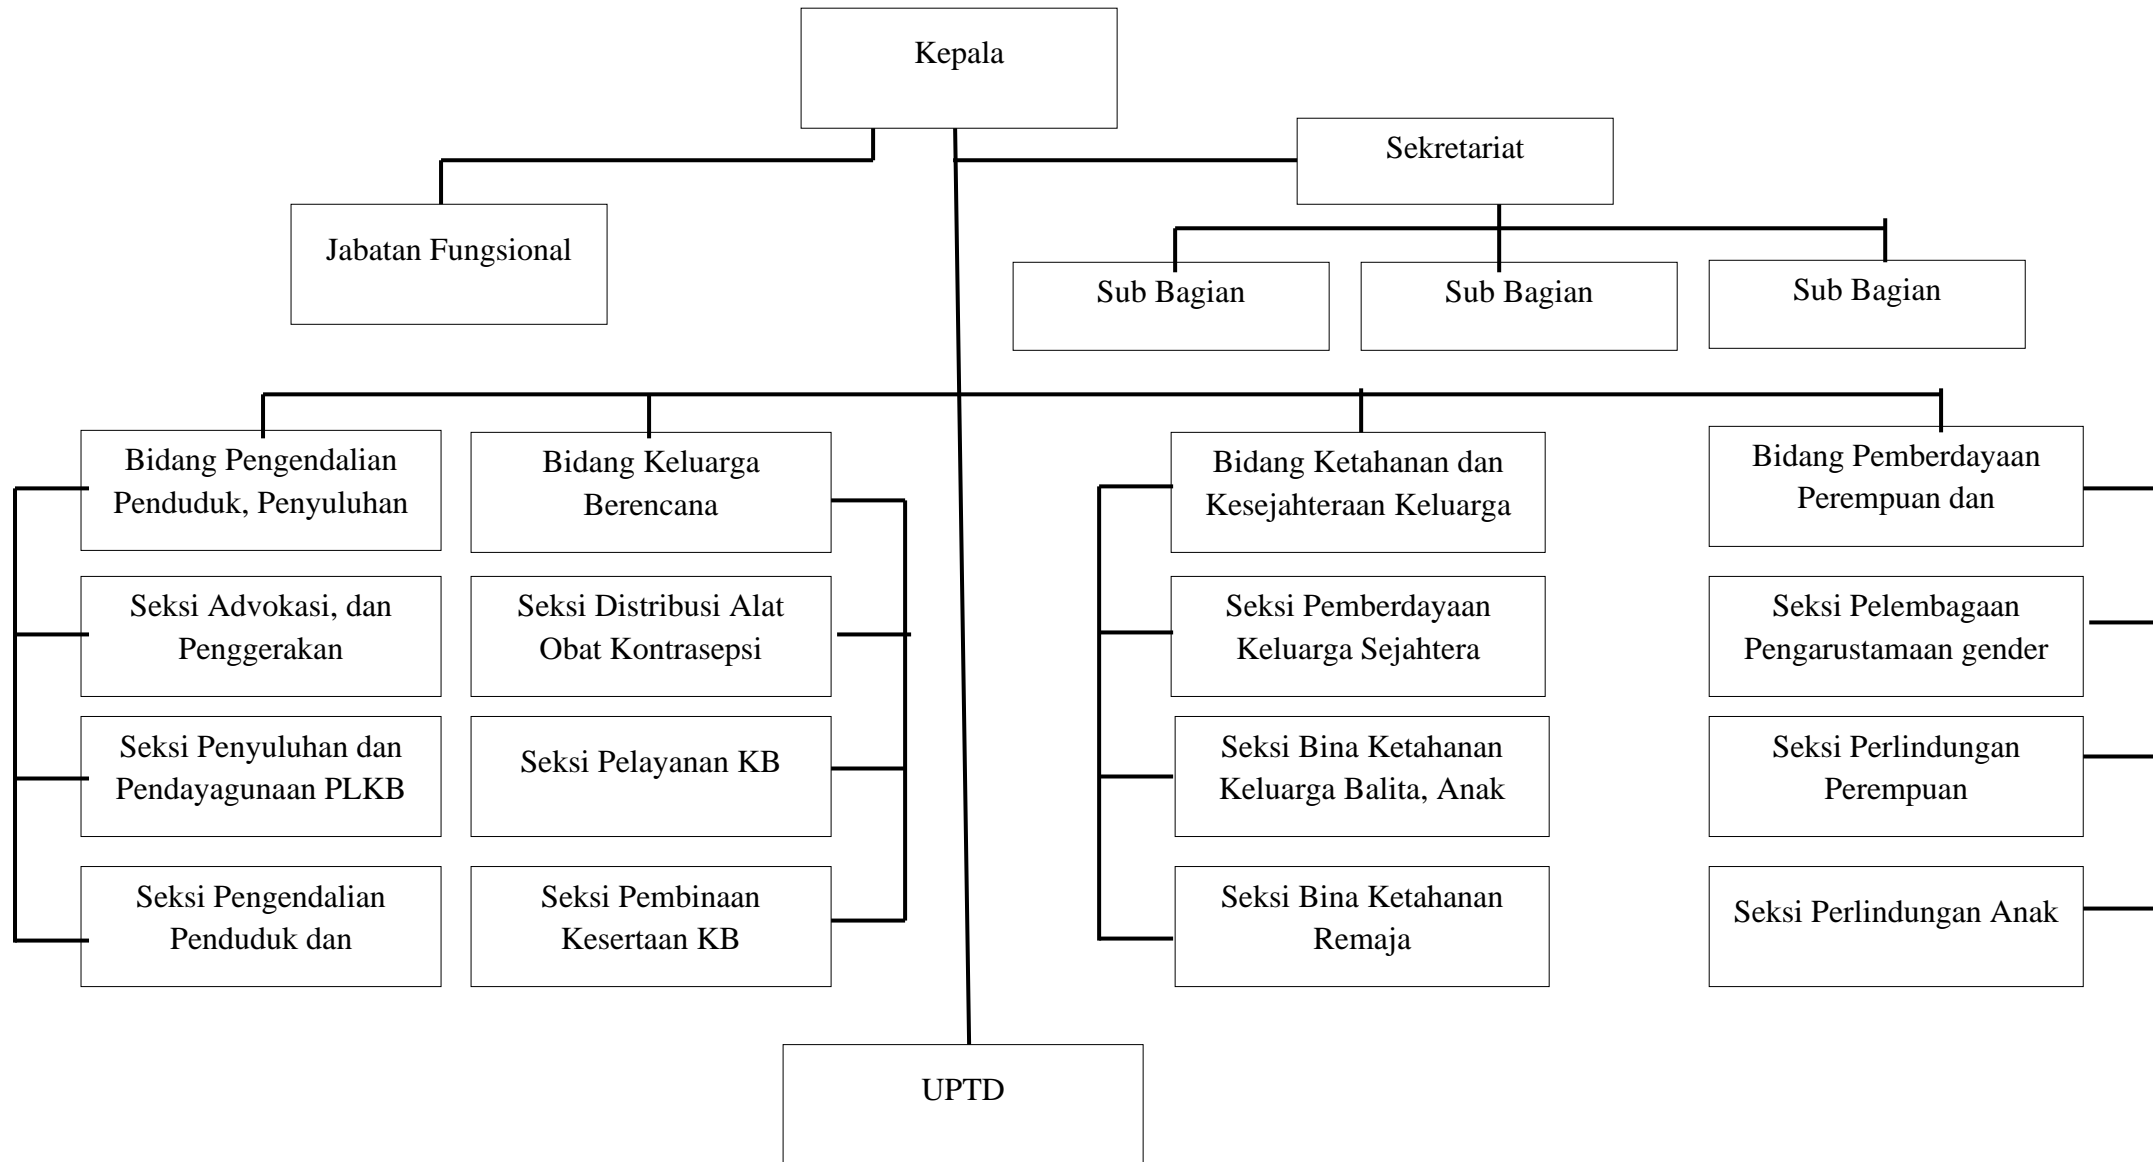 Kepala
Sekretariat
Jabatan Fungsional
Sub Bagian
Sub Bagian
Sub Bagian
Bidang Pengendalian
Penduduk, Penyuluhan
Bidang Keluarga
Berencana
Bidang Ketahanan dan
Kesejahteraan Keluarga
Bidang Pemberdayaan
Perempuan dan
Seksi Advokasi, dan
Penggerakan
Seksi Distribusi Alat
Obat Kontrasepsi
Seksi Pemberdayaan
Keluarga Sejahtera
Seksi Pelembagaan
Pengarustamaan gender
Seksi Penyuluhan dan
Pendayagunaan PLKB
Seksi Pelayanan KB
Seksi Bina Ketahanan
Keluarga Balita, Anak
Seksi Perlindungan
Perempuan
Seksi Pengendalian
Penduduk dan
Seksi Pembinaan
Kesertaan KB
Seksi Bina Ketahanan
Remaja
Seksi Perlindungan Anak
UPTD